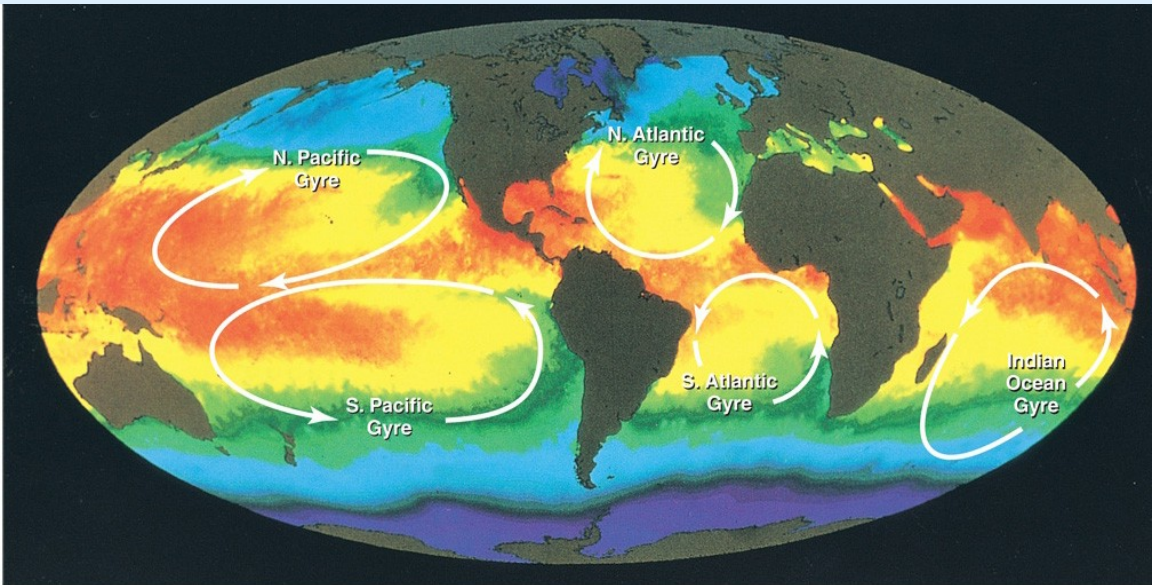 N. Pacific
Gyre
N. Atlantic
Gyre
S. Pacific
Gyre
S. Atlantic
Gyre
Indian
Ocean
Gyre